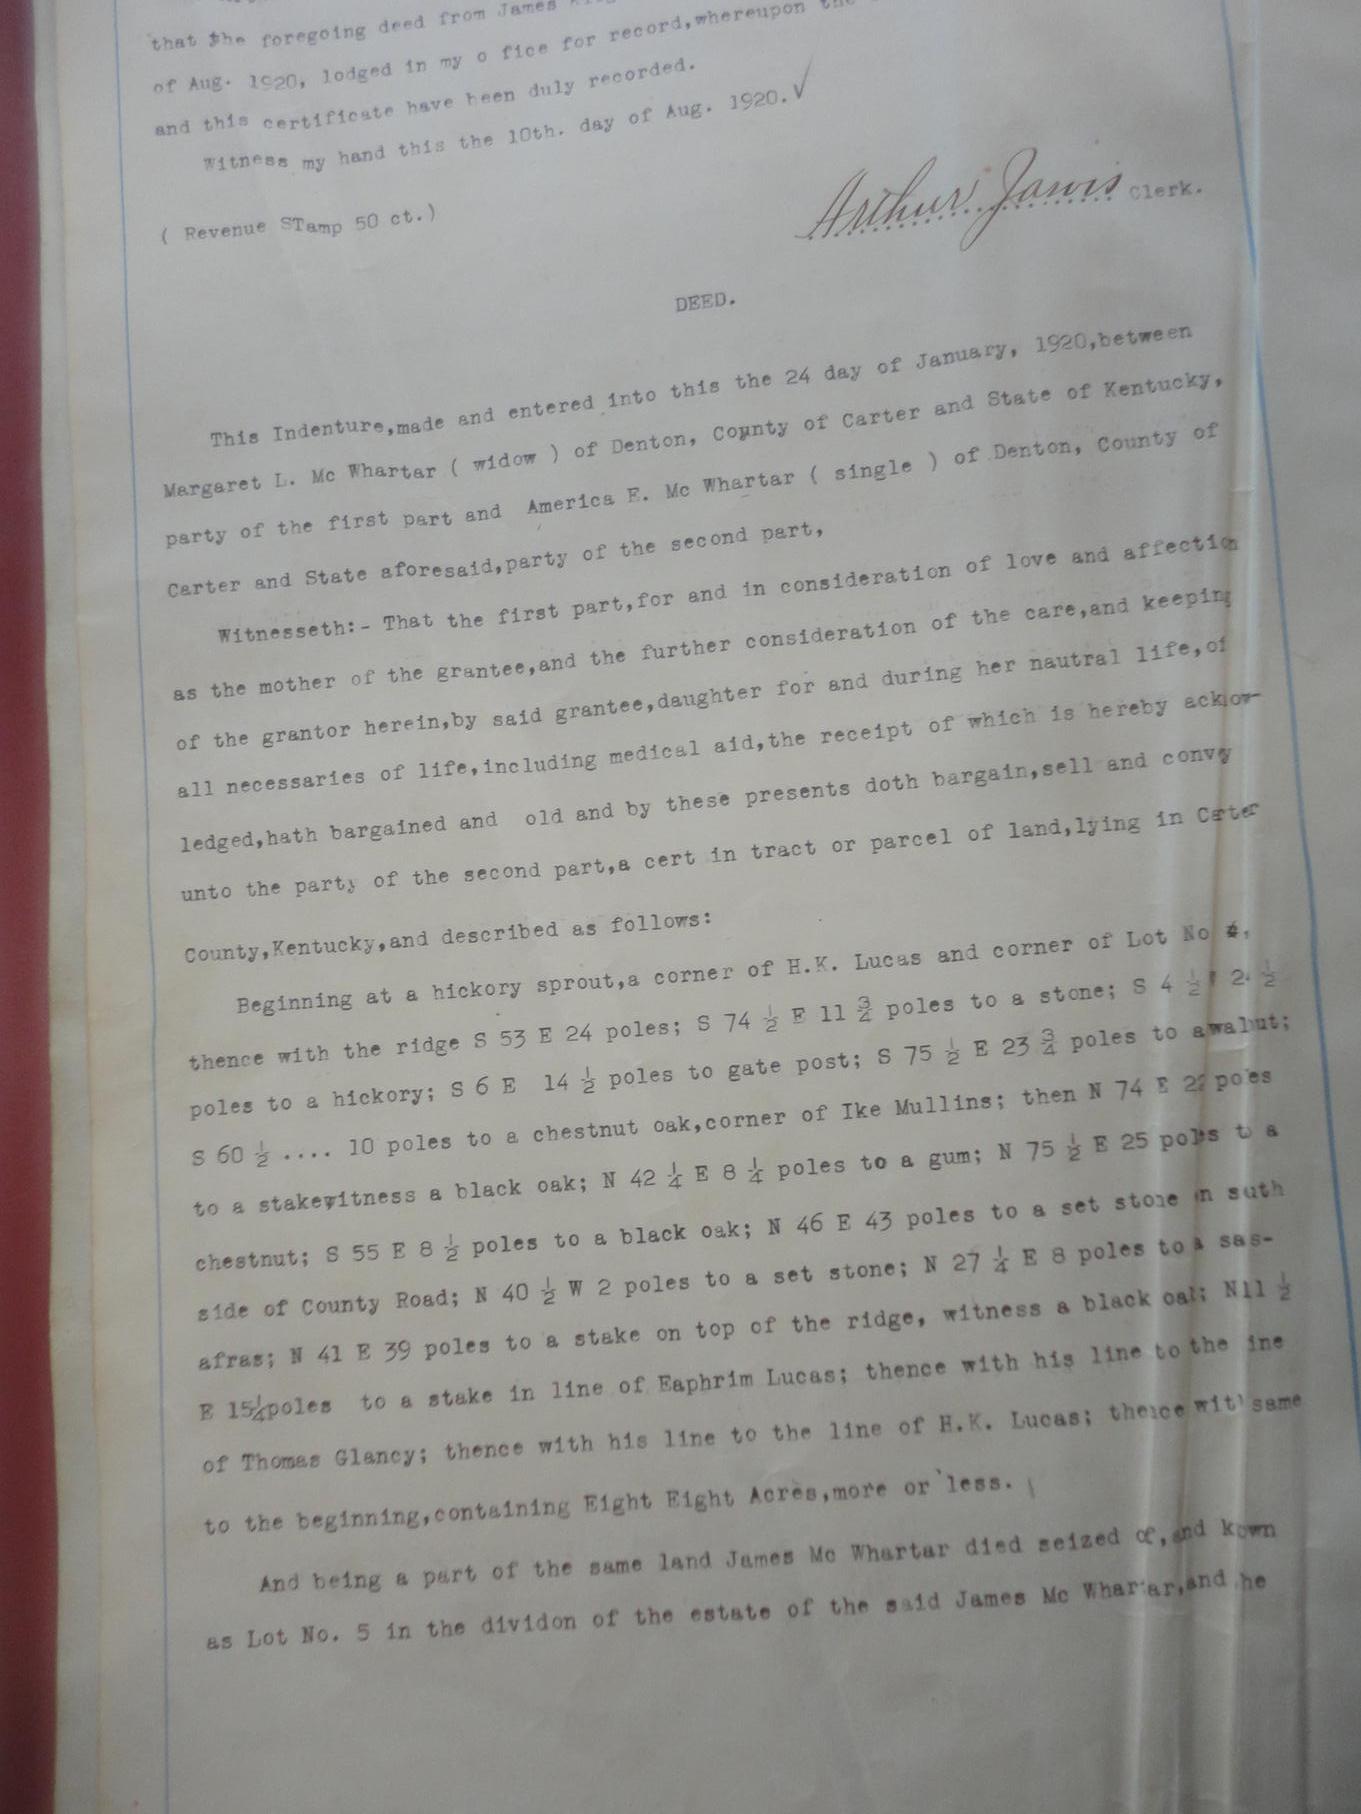 that the foregoing deed from James
of Aug. 1920, lodged in my o fice for record,whereupon the
and this certificate have been duly recorded.
Witness my hand this the 10th. day of Aug. 1920.✓
Arthur Jarvis Clerk.
( Revenue STamp 50 ct.)
DEED.
This Indenture,made and entered into this the 24 day of January, 1920,between
Margaret L. Mc Whartar ( widow ) of Denton, County of Carter and State of Kentucky,
party of the first part and America E. Mc Whartar ( single ) of Denton, County of
Carter and State aforesaid,party of the second part,
Witnesseth:- That the first part,for and in consideration of love and affection
as the mother of the grantee,and the further consideration of the care,and keeping
of the grantor herein,by said grantee,daughter for and during her nautral life,of
all necessaries of life,including medical aid,the receipt of which is hereby acknow-
ledged,hath bargained and old and by these presents doth bargain,sell and convy
unto the party of the second part,a cert in tract or parcel of land,lying in Carter
County,Kentucky,and described as follows:
Beginning at a hickory sprout,a corner of H.K. Lucas and corner of Lot No 4,
thence with the ridge S 53 E 24 poles; S 74 ½ E 11 ¾ poles to a stone; S 4 ½ ½
poles to a hickory; S 6 E 14 ½ poles to gate post; S 75 ½ E 23 ¾ poles to a walnut;
S 60 ½ .... 10 poles to a chestnut oak,corner of Ike Mullins; then N 74 E poles
to a stakewitness a black oak; N 42 ¼ E 8 ¼ poles to a gum; N 75 ½ E 25 poles to a
chestnut; S 55 E 8 ½ poles to a black oak; N 46 E 43 poles to a set stone in suth
side of County Road; N 40 ½ W 2 poles to a set stone; N 27 ¼ E 8 poles to a sas-
afras; N 41 E 39 poles to a stake on top of the ridge, witness a black oak; N11 ½
E 15¼poles to a stake in line of Eaphrim Lucas; thence with his line to the ine
of Thomas Glancy; thence with his line to the line of H.K. Lucas; thence with same
to the beginning,containing Eight Eight Acres,more or less.
And being a part of the same land James Mc Whartar died seized of,and kown
as Lot No. 5 in the dividon of the estate of the said James Mc Whartar,and he